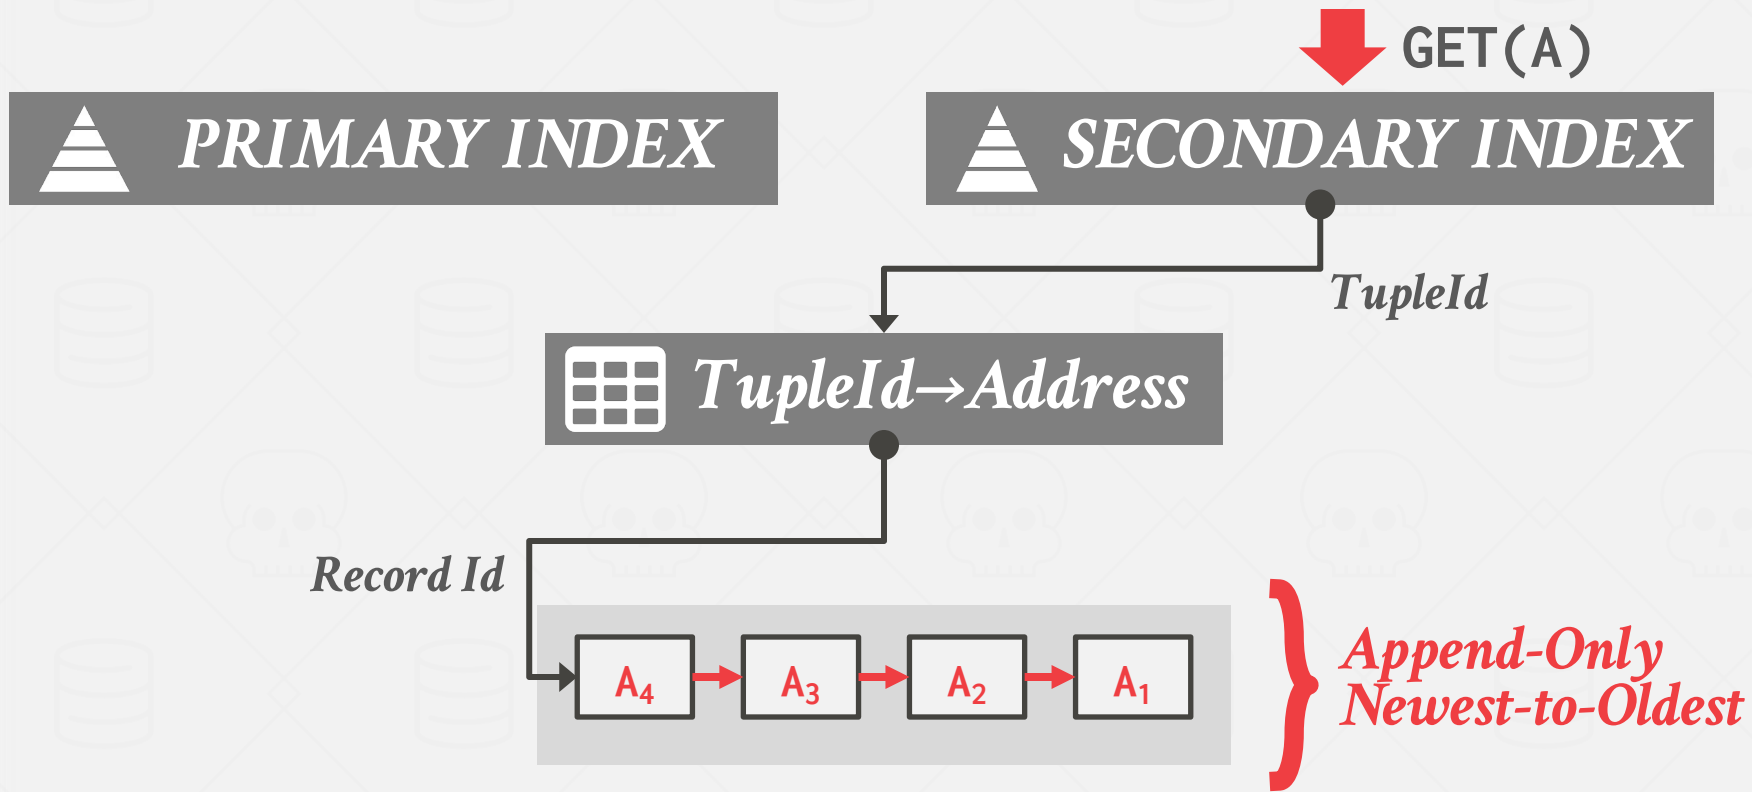 GET(A)
PRIMARY INDEX
SECONDARY INDEX
TupleId
TupleId→Address
Record Id
A4
A3
A2
A1
Append-Only
Newest-to-Oldest